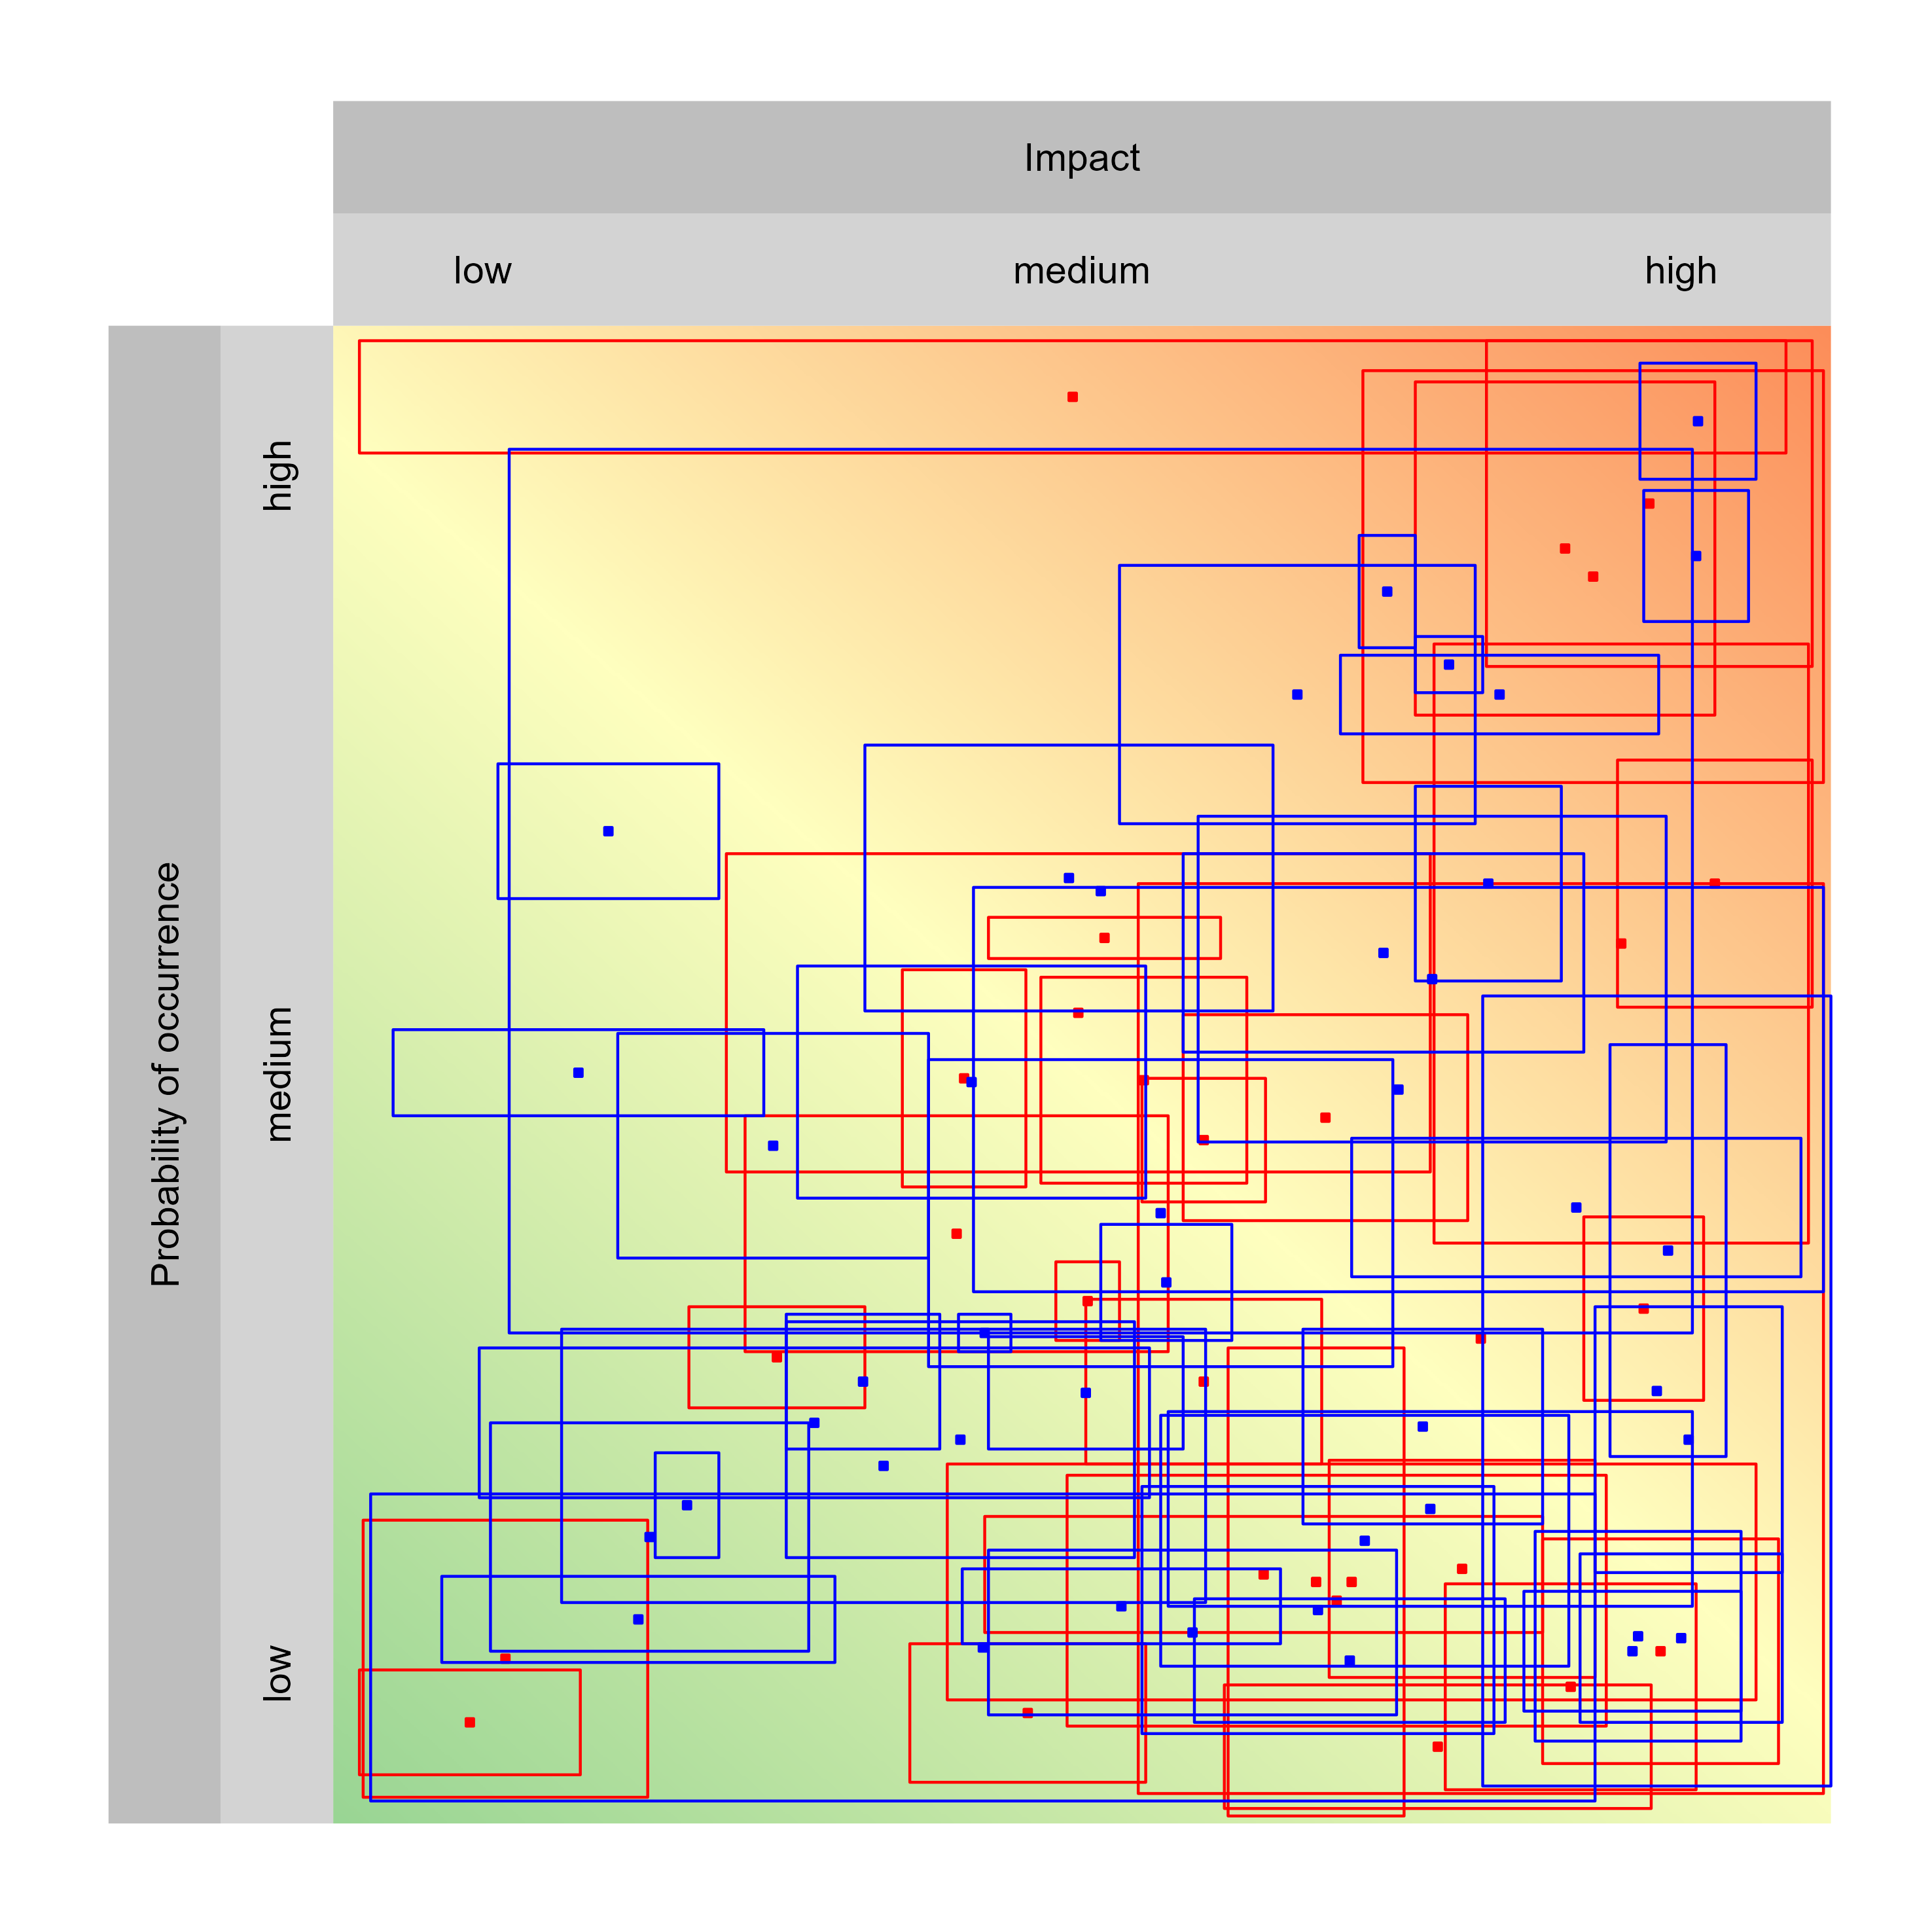 Impact
low medium high
Probability of occurrence
high
medium
low